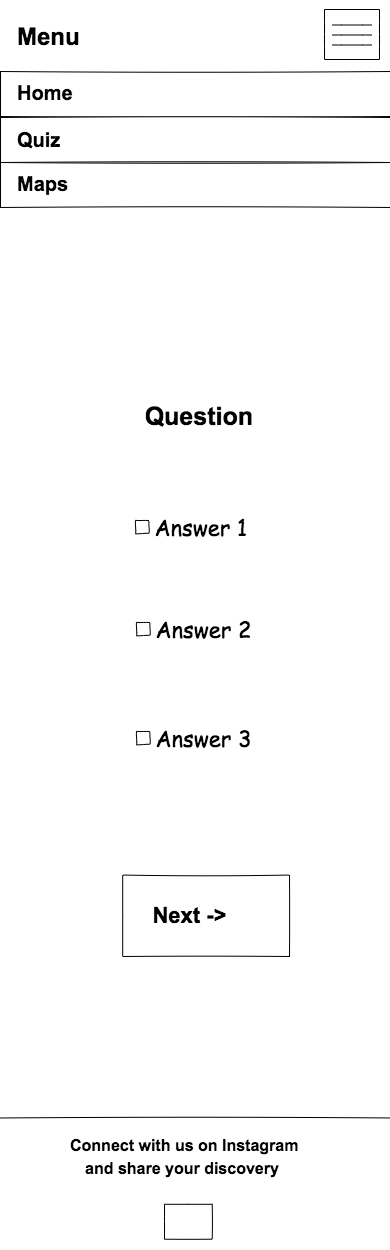 Menu
Home
Quiz
Maps
Question
Answer 1
Answer 2
Answer 3
Next ->
Connect with us on Instagram
and share your discovery